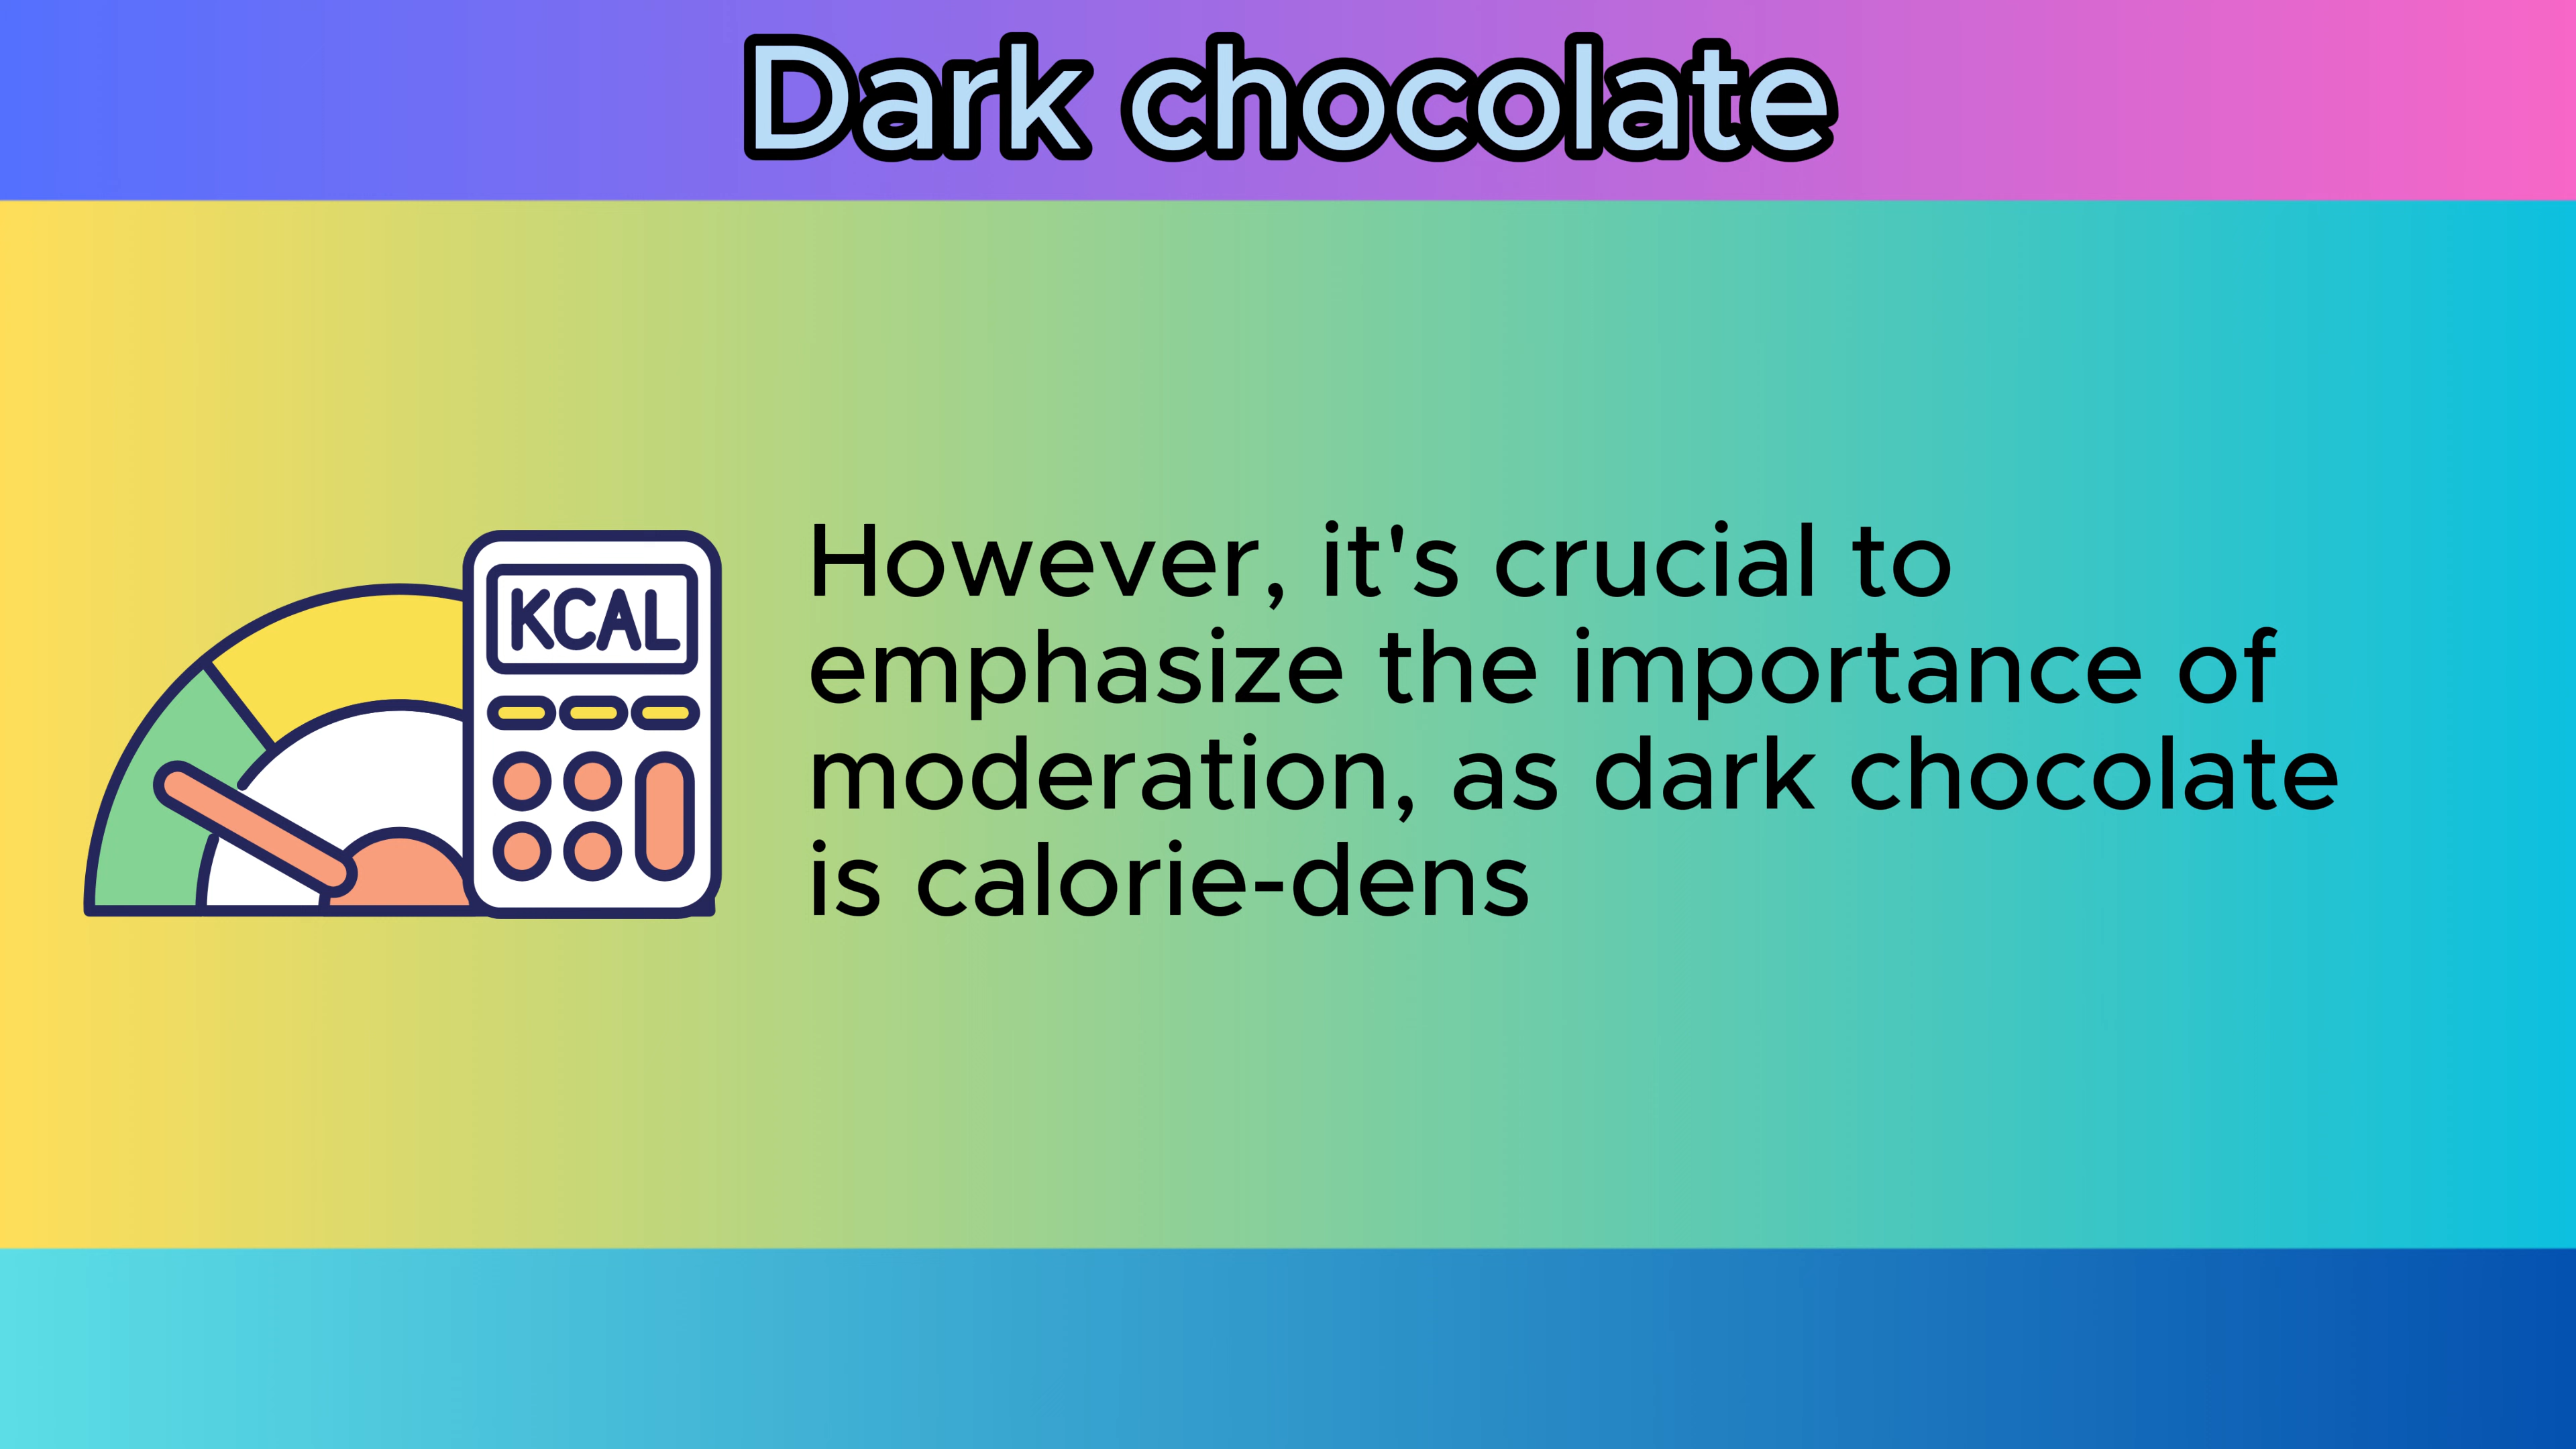 Dark chocolate
KCAL
However, it's crucial to
emphasize the importance of
moderation, as dark chocolate
is calorie-dens